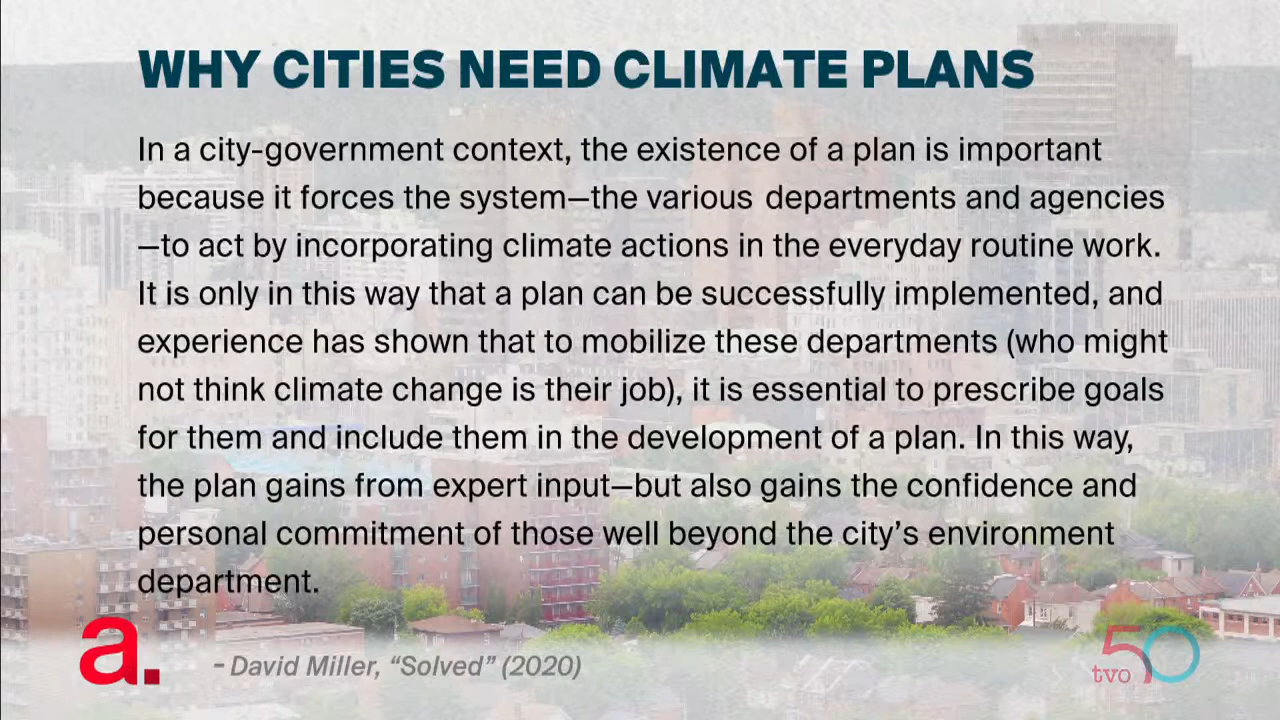 WHY CITIES NEED CLIMATE PLANS
In a city-government context, the existence of a plan is important
because it forces the system—the various departments and agencies
—to act by incorporating climate actions in the everyday routine work.
It is only in this way that a plan can be successfully implemented, and
experience has shown that to mobilize these departments (who might
not think climate change is their job), it is essential to prescribe goals
for them and include them in the development of a plan. In this way,
the plan gains from expert input—but also gains the confidence and
personal commitment of those well beyond the city’s environment
department.
a.
- David Miller, “Solved” (2020)
tvo 50